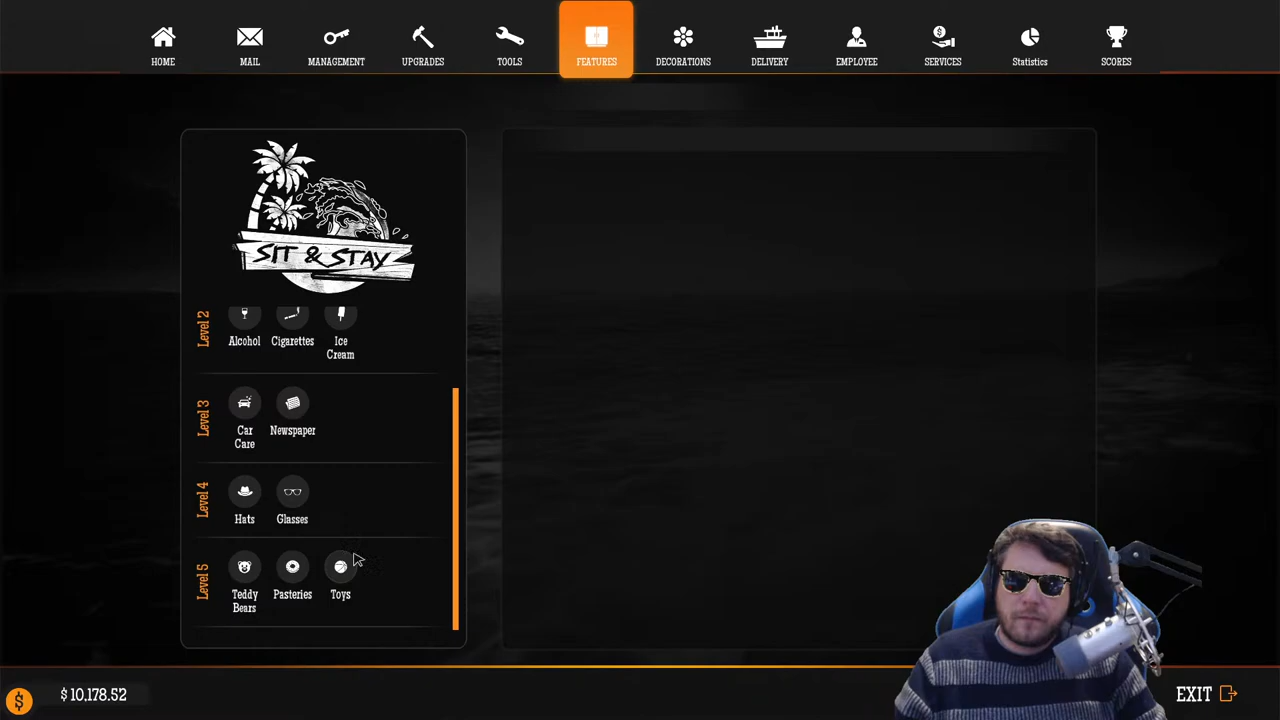 HOME MAIL MANAGEMENT UPGRADES TOOLS FEATURES DECORATIONS DELIVERY EMPLOYEE SERVICES Statistics SCORES
SIT & STAY
Level 2
Alcohol Cigarettes Ice
Cream
Level 3
Car
Care
Newspaper
Level 4
Hats Glasses
Level 5
Teddy
Bears
Pasteries Toys
$ $ 10,178.52
EXIT